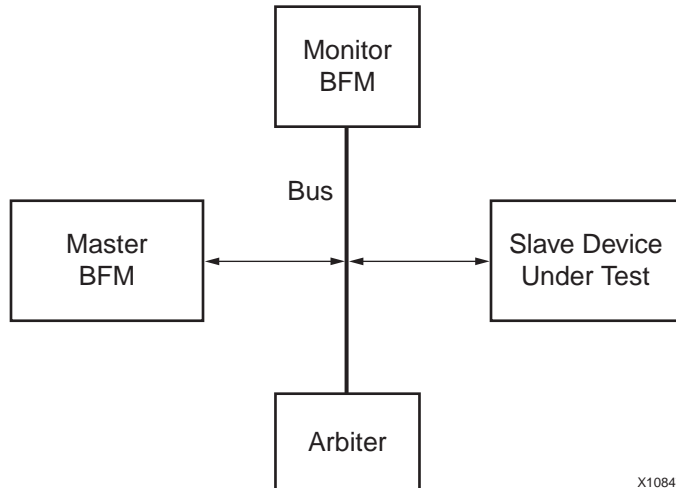 Monitor
BFM
Bus
Master
BFM
Slave Device
Under Test
Arbiter
X1084